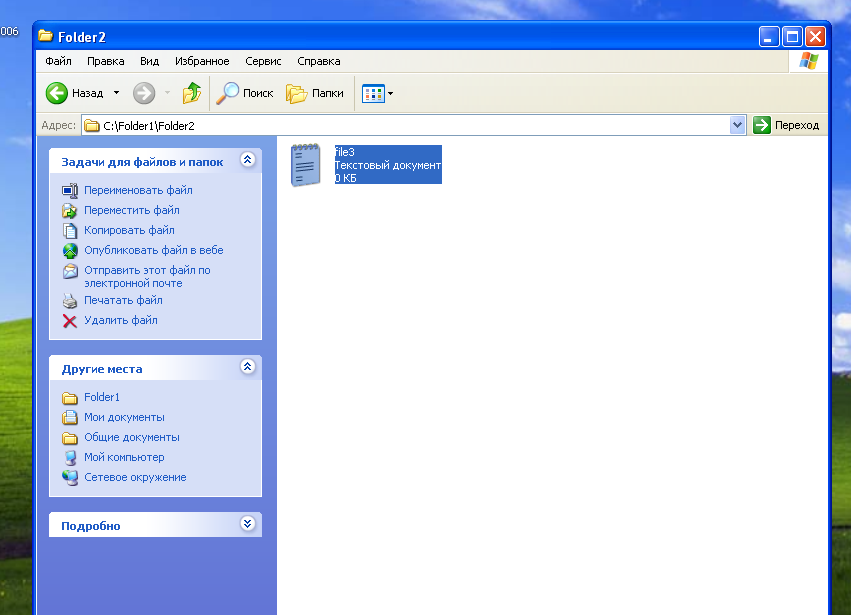 006
Folder2
Файл Правка Вид Избранное Сервис Справка
Назад Поиск Папки
Адрес: C:\Folder1\Folder2 Переход
Задачи для файлов и папок
Переименовать файл
Переместить файл
Копировать файл
Опубликовать файл в вебе
Отправить этот файл по
электронной почте
Печатать файл
Удалить файл
Другие места
Folder1
Мои документы
Общие документы
Мой компьютер
Сетевое окружение
Подробно
file3
Текстовый документ
0 КБ